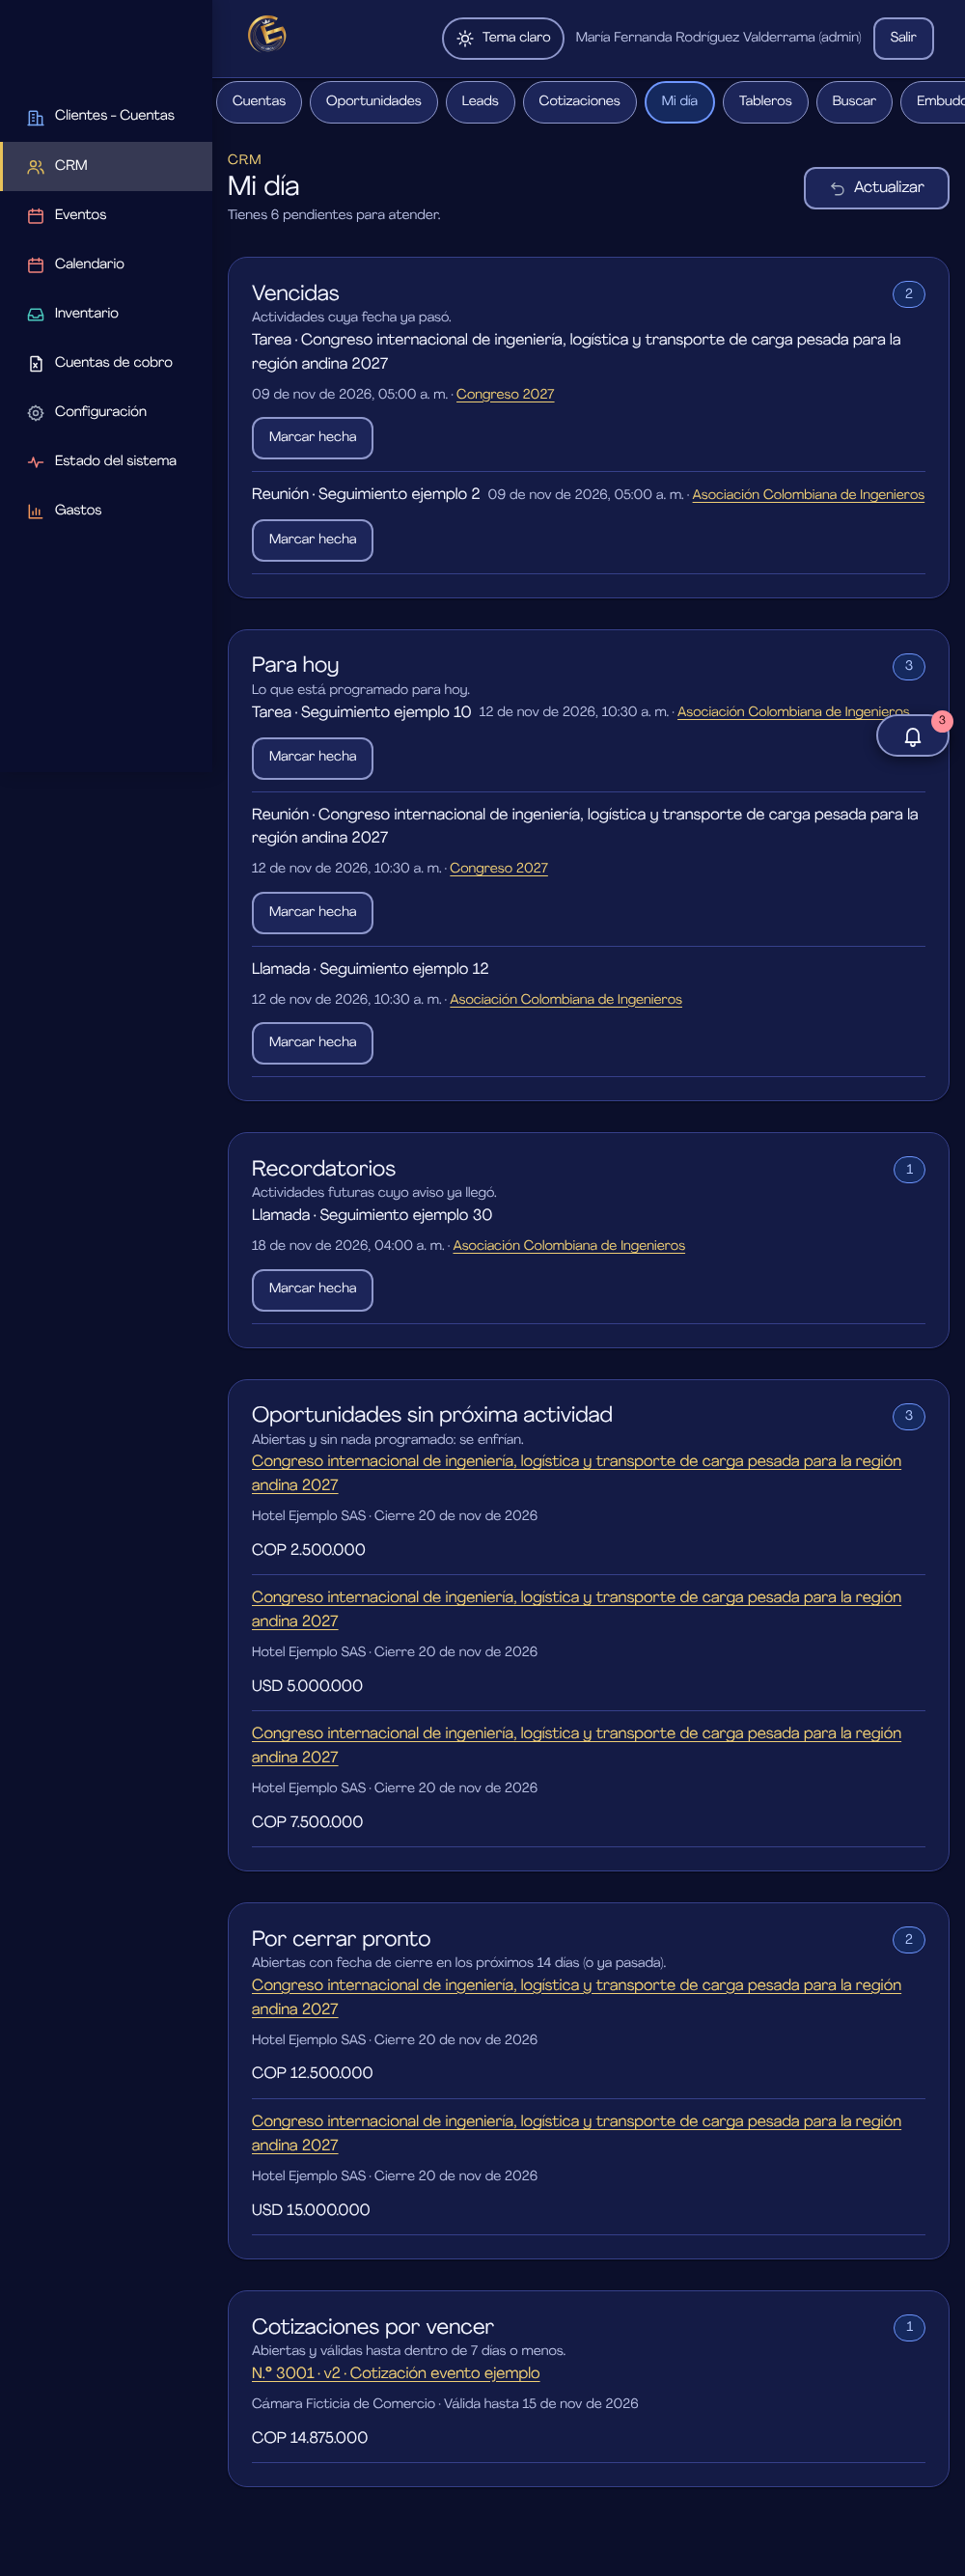 Tema claro
María Fernanda Rodríguez Valderrama (admin)
Salir
Clientes - Cuentas
CRM
Eventos
Calendario
Inventario
Cuentas de cobro
Configuración
Estado del sistema
Gastos
Cuentas
Oportunidades
Leads
Cotizaciones
Mi día
Tableros
Buscar
Embudo
CRM
Mi día
Tienes 6 pendientes para atender.
Actualizar
Vencidas
2
Actividades cuya fecha ya pasó.
Tarea · Congreso internacional de ingeniería, logística y transporte de carga pesada para la
región andina 2027
09 de nov de 2026, 05:00 a. m. · Congreso 2027
Marcar hecha
Reunión · Seguimiento ejemplo 2 09 de nov de 2026, 05:00 a. m. · Asociación Colombiana de Ingenieros
Marcar hecha
Para hoy
3
Lo que está programado para hoy.
Tarea · Seguimiento ejemplo 10 12 de nov de 2026, 10:30 a. m. · Asociación Colombiana de Ingenieros
3
Marcar hecha
Reunión · Congreso internacional de ingeniería, logística y transporte de carga pesada para la
región andina 2027
12 de nov de 2026, 10:30 a. m. · Congreso 2027
Marcar hecha
Llamada · Seguimiento ejemplo 12
12 de nov de 2026, 10:30 a. m. · Asociación Colombiana de Ingenieros
Marcar hecha
Recordatorios
1
Actividades futuras cuyo aviso ya llegó.
Llamada · Seguimiento ejemplo 30
18 de nov de 2026, 04:00 a. m. · Asociación Colombiana de Ingenieros
Marcar hecha
Oportunidades sin próxima actividad
3
Abiertas y sin nada programado: se enfrían.
Congreso internacional de ingeniería, logística y transporte de carga pesada para la región
andina 2027
Hotel Ejemplo SAS · Cierre 20 de nov de 2026
COP 2.500.000
Congreso internacional de ingeniería, logística y transporte de carga pesada para la región
andina 2027
Hotel Ejemplo SAS · Cierre 20 de nov de 2026
USD 5.000.000
Congreso internacional de ingeniería, logística y transporte de carga pesada para la región
andina 2027
Hotel Ejemplo SAS · Cierre 20 de nov de 2026
COP 7.500.000
Por cerrar pronto
2
Abiertas con fecha de cierre en los próximos 14 días (o ya pasada).
Congreso internacional de ingeniería, logística y transporte de carga pesada para la región
andina 2027
Hotel Ejemplo SAS · Cierre 20 de nov de 2026
COP 12.500.000
Congreso internacional de ingeniería, logística y transporte de carga pesada para la región
andina 2027
Hotel Ejemplo SAS · Cierre 20 de nov de 2026
USD 15.000.000
Cotizaciones por vencer
1
Abiertas y válidas hasta dentro de 7 días o menos.
N.° 3001 · v2 · Cotización evento ejemplo
Cámara Ficticia de Comercio · Válida hasta 15 de nov de 2026
COP 14.875.000